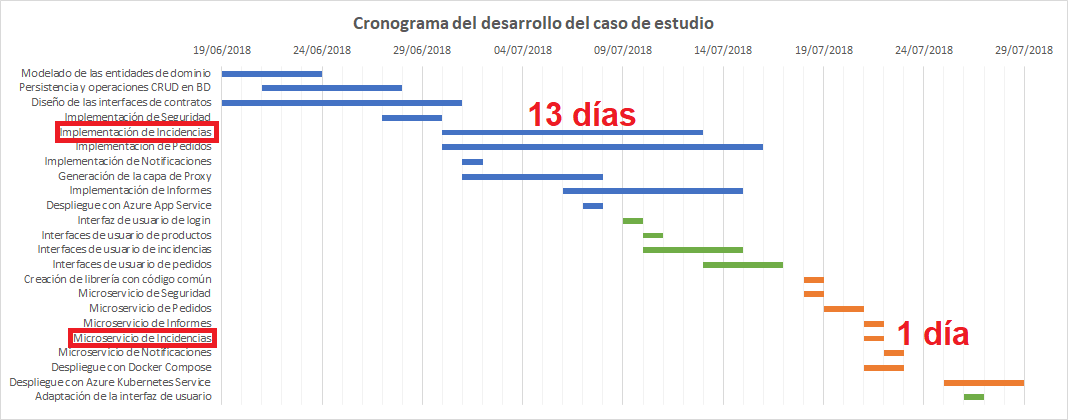 Cronograma del desarrollo del caso de estudio
19/06/2018 24/06/2018 29/06/2018 04/07/2018 09/07/2018 14/07/2018 19/07/2018 24/07/2018 29/07/2018
Modelado de las entidades de dominio
Persistencia y operaciones CRUD en BD
Diseño de las interfaces de contratos
Implementación de Seguridad
13 días
Implementación de Incidencias
Implementación de Pedidos
Implementación de Notificaciones
Generación de la capa de Proxy
Implementación de Informes
Despliegue con Azure App Service
Interfaz de usuario de login
Interfaces de usuario de productos
Interfaces de usuario de incidencias
Interfaces de usuario de pedidos
Creación de librería con código común
Microservicio de Seguridad
Microservicio de Pedidos
Microservicio de Informes
Microservicio de Incidencias
1 día
Microservicio de Notificaciones
Despliegue con Docker Compose
Despliegue con Azure Kubernetes Service
Adaptación de la interfaz de usuario